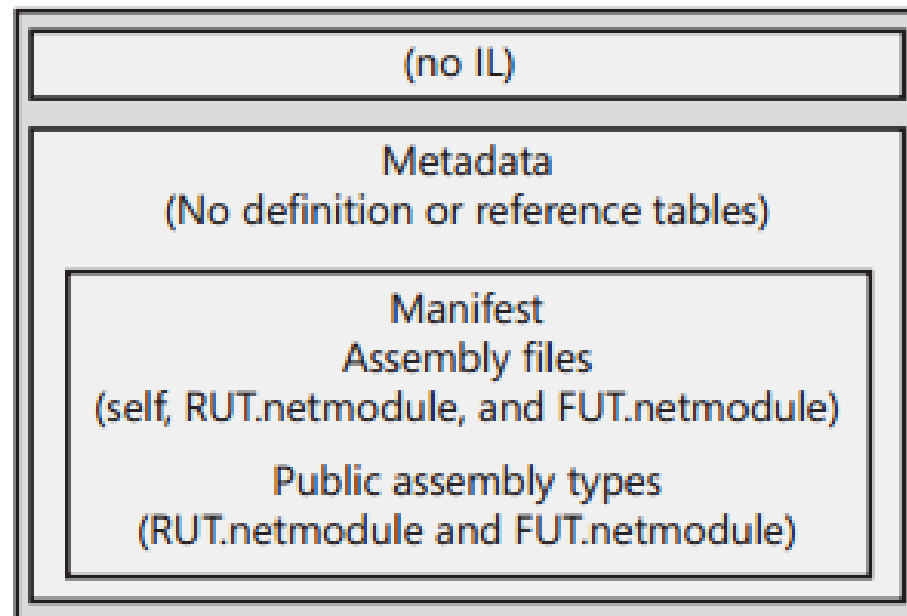 (no IL)
Metadata
(No definition or reference tables)
Manifest
Assembly files
(self, RUT.netmodule, and FUT.netmodule)
Public assembly types
(RUT.netmodule and FUT.netmodule)